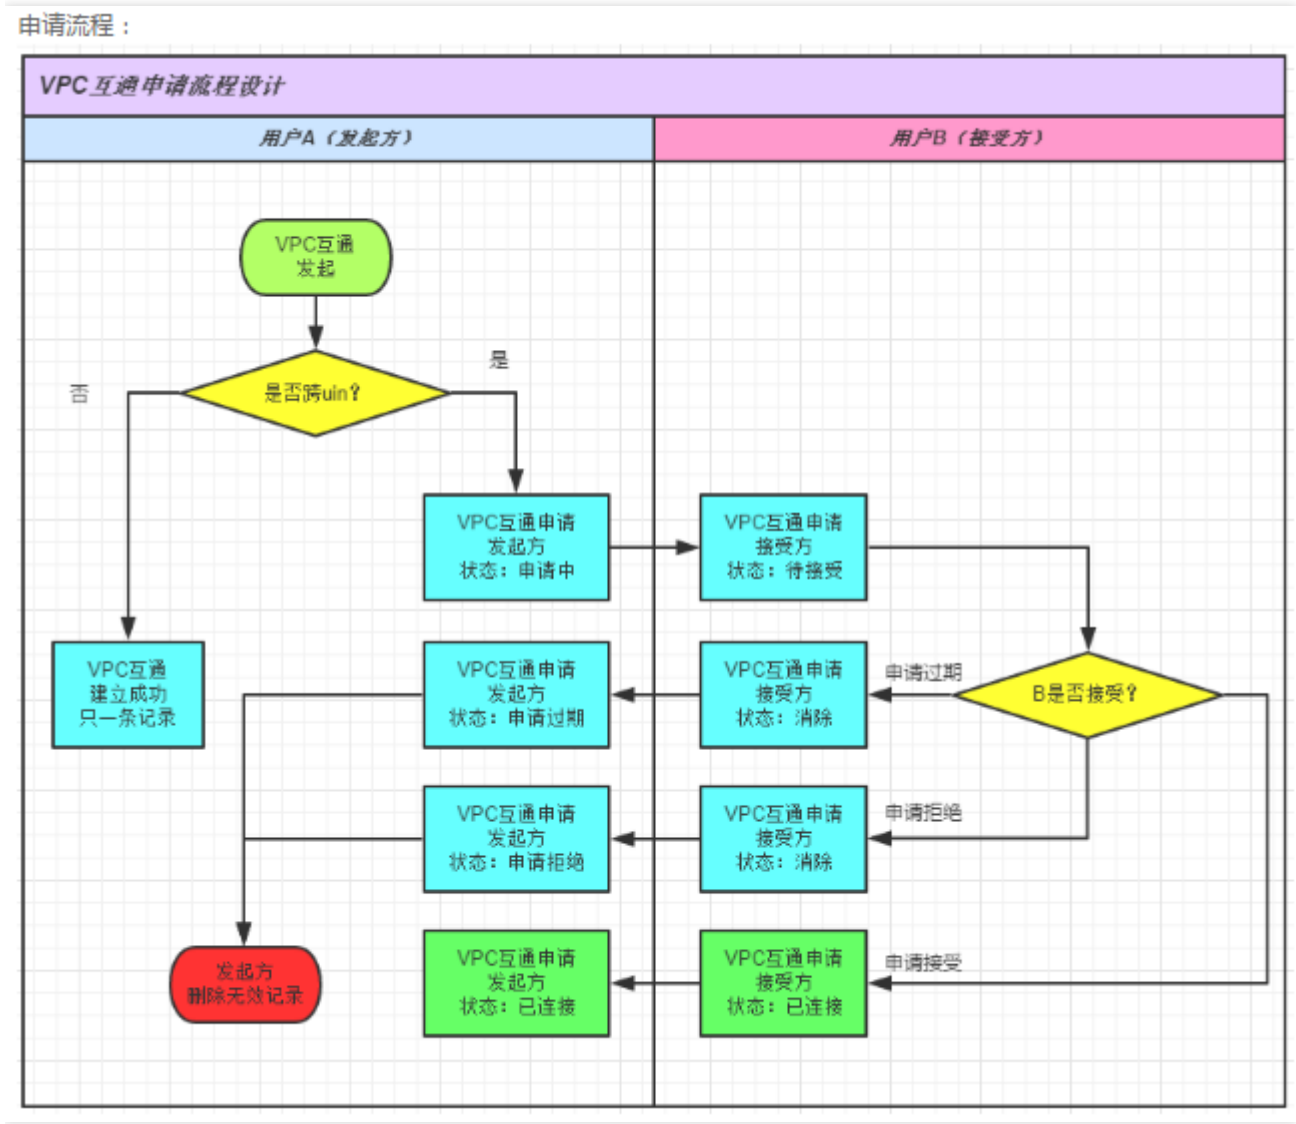 申请流程：
VPC互通申请流程设计
用户A（发起方）
用户B（接受方）
VPC互通
发起
是否跨uin？
否
是
VPC互通申请
发起方
状态：申请中
VPC互通申请
接受方
状态：待接受
VPC互通
建立成功
只一条记录
VPC互通申请
发起方
状态：申请过期
VPC互通申请
接受方
状态：消除
申请过期
B是否接受？
VPC互通申请
发起方
状态：申请拒绝
VPC互通申请
接受方
状态：消除
申请拒绝
发起方
删除无效记录
VPC互通申请
发起方
状态：已连接
VPC互通申请
接受方
状态：已连接
申请接受